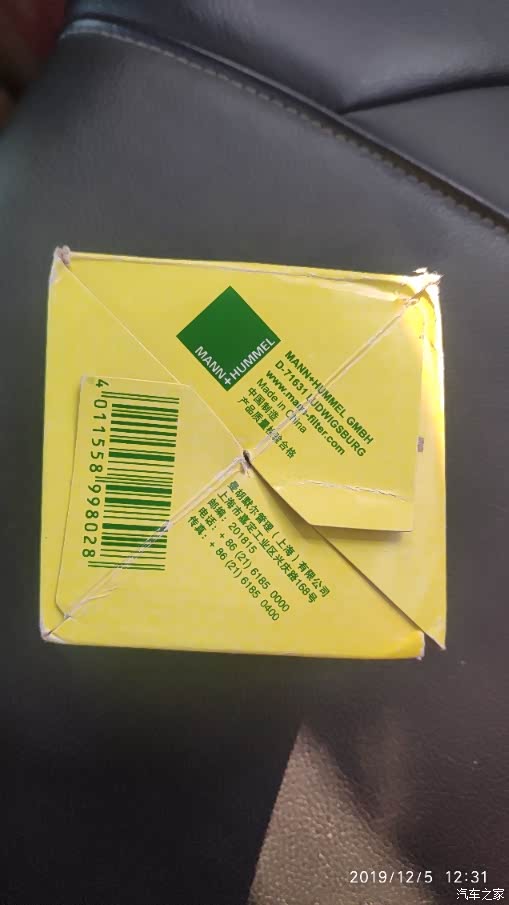 MANN+HUMMEL
MANN+HUMMEL GMBH
D-71631 LUDWIGSBURG
www.mann-filter.com
Made in China
中国制造
产品质量检验合格
4 011558 998028
曼胡默尔管理（上海）有限公司
上海市嘉定工业区兴庆路168号
邮编：201815
电话：+ 86 (21) 6185 0000
传真：+ 86 (21) 6185 0400
2019/12/5 12:31
汽车之家